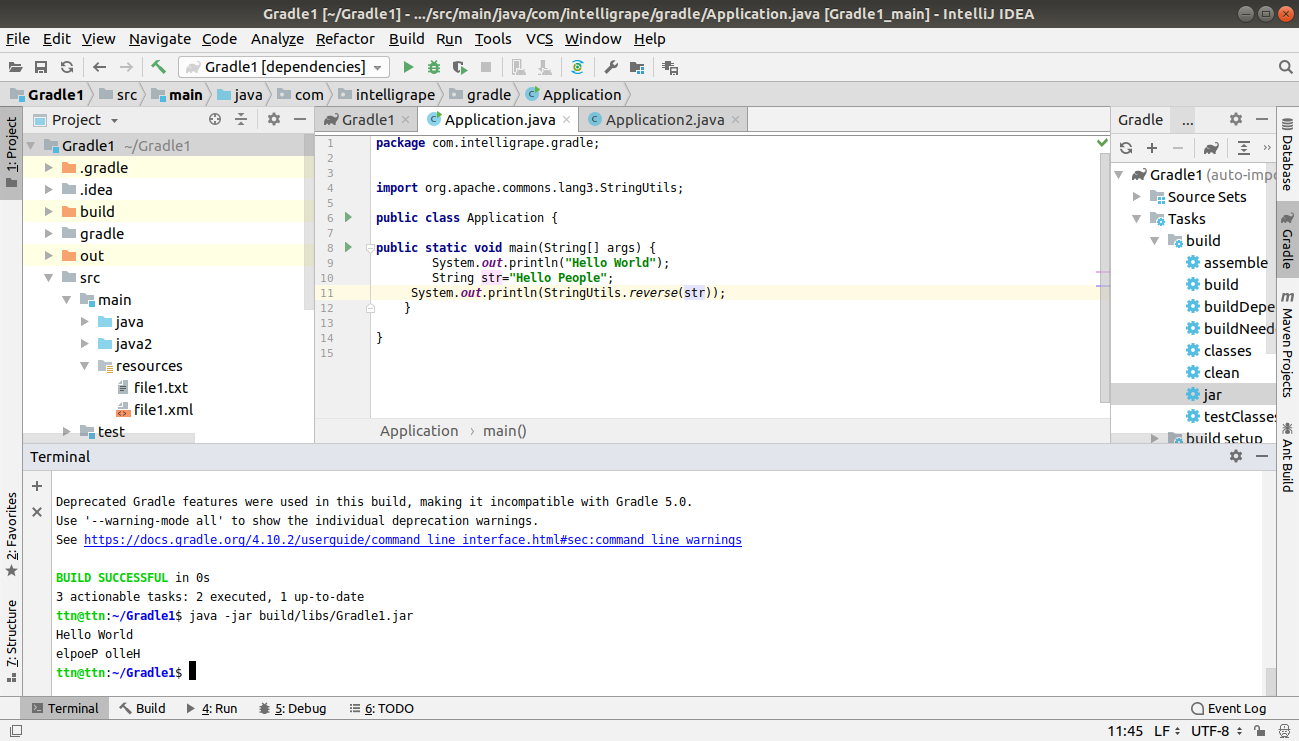 Gradle1 [~/Gradle1] - .../src/main/java/com/intelligrape/gradle/Application.java [Gradle1_main] - IntelliJ IDEA
File Edit View Navigate Code Analyze Refactor Build Run Tools VCS Window Help
Gradle1 [dependencies]
Gradle1 src main java com intelligrape gradle Application
1: Project
2: Favorites
7: Structure
Project
Gradle1 ~/Gradle1
.gradle
.idea
build
gradle
out
src
main
java
java2
resources
file1.txt
file1.xml
test
Gradle1 Application.java Application2.java
1 package com.intelligrape.gradle;
2
3
4 import org.apache.commons.lang3.StringUtils;
5
6 public class Application {
7
8 public static void main(String[] args) {
9 System.out.println("Hello World");
10 String str="Hello People";
11 System.out.println(StringUtils.reverse(str));
12 }
13
14 }
15
Application › main()
Gradle ...
Gradle1 (auto-impo
Source Sets
Tasks
build
assemble
build
buildDepe
buildNeed
classes
clean
jar
testClasses
build setup
Database
Gradle
Maven Projects
Ant Build
Terminal
Deprecated Gradle features were used in this build, making it incompatible with Gradle 5.0.
Use '--warning-mode all' to show the individual deprecation warnings.
See https://docs.gradle.org/4.10.2/userguide/command_line_interface.html#sec:command_line_warnings
BUILD SUCCESSFUL in 0s
3 actionable tasks: 2 executed, 1 up-to-date
ttn@ttn:~/Gradle1$ java -jar build/libs/Gradle1.jar
Hello World
elpoeP olleH
ttn@ttn:~/Gradle1$
Terminal Build 4: Run 5: Debug 6: TODO Event Log
11:45 LF UTF-8